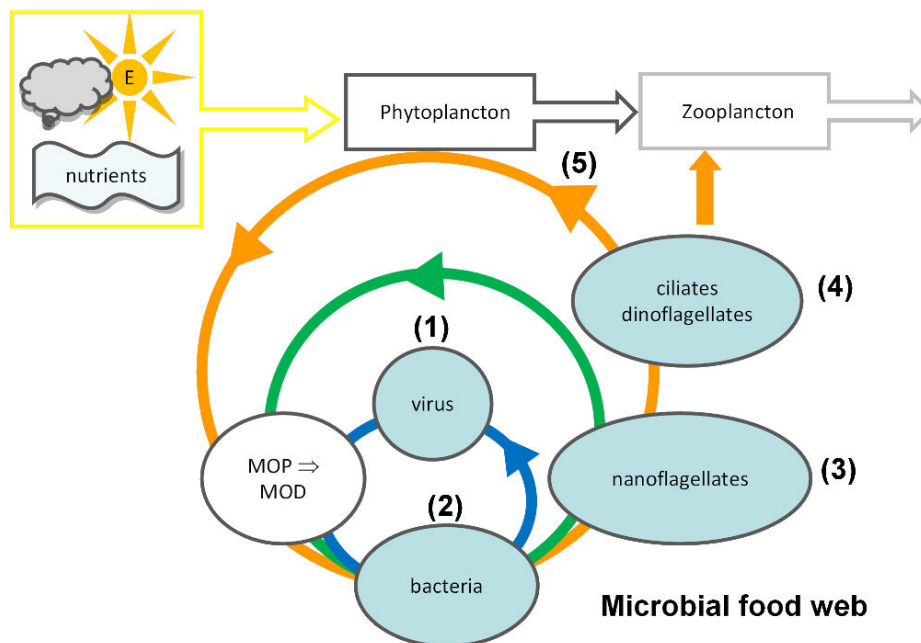 E
nutrients
Phytoplancton
Zooplancton
(5)
ciliates
dinoflagellates
(4)
(1)
virus
MOP ⇒
MOD
nanoflagellates
(3)
(2)
bacteria
Microbial food web